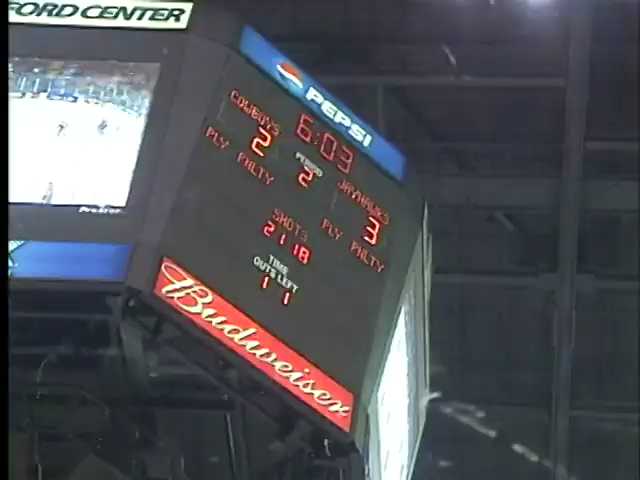 FORD CENTER
PEPSI
COWBOYS 6:03 JAYHAWKS
2 PERIOD 2 3
PLY PNLTY PLY PNLTY
SHOTS
21 18
TIME
OUTS LEFT
1 1
Budweiser